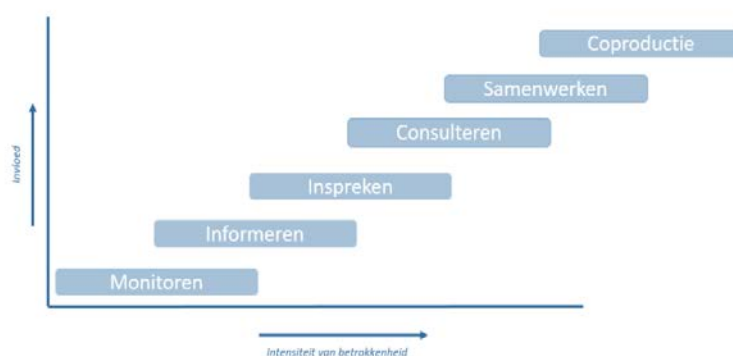 Coproductie
Samenwerken
Consulteren
Invloed
Inspreken
Informeren
Monitoren
Intensiteit van betrokkenheid